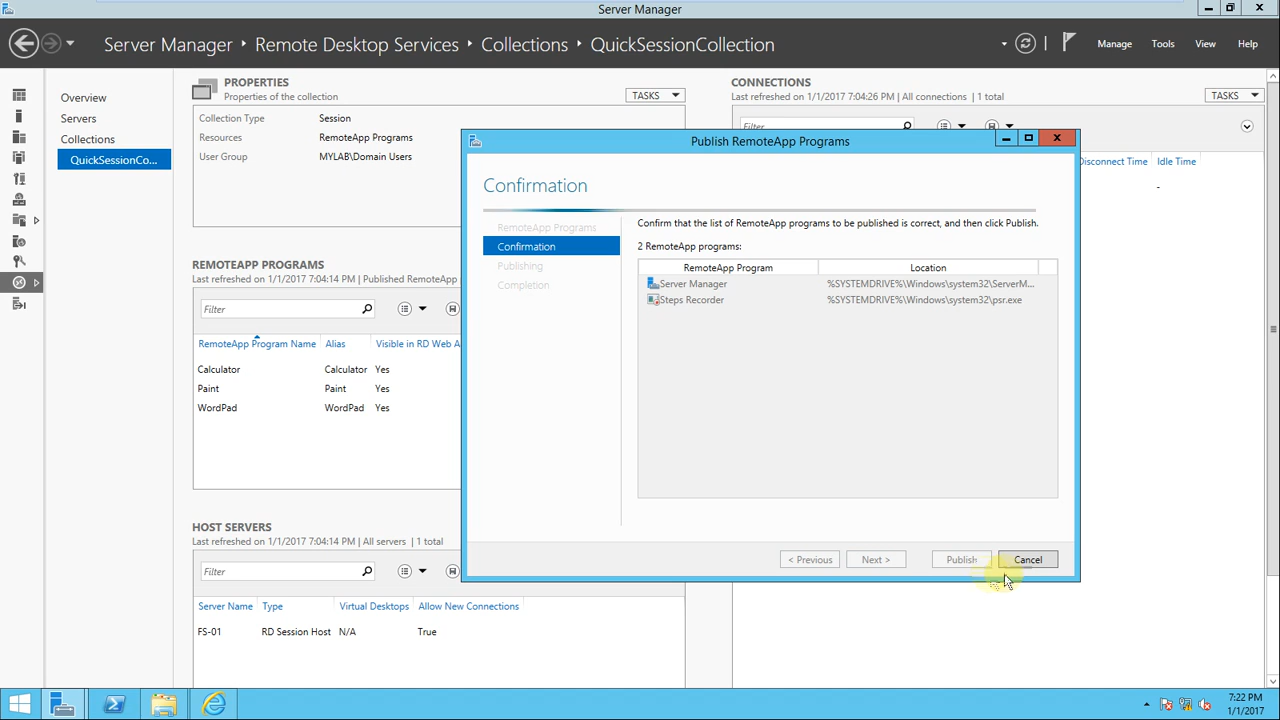 Server Manager
Server Manager Remote Desktop Services Collections QuickSessionCollection
Manage Tools View Help
Overview
Servers
Collections
QuickSessionCo...
PROPERTIES
Properties of the collection
TASKS
Collection Type Session
Resources RemoteApp Programs
User Group MYLAB\Domain Users
CONNECTIONS
Last refreshed on 1/1/2017 7:04:26 PM | All connections | 1 total
TASKS
Filter
Disconnect Time Idle Time
-
REMOTEAPP PROGRAMS
Last refreshed on 1/1/2017 7:04:14 PM | Published RemoteApp
Filter
RemoteApp Program Name Alias Visible in RD Web A
Calculator Calculator Yes
Paint Paint Yes
WordPad WordPad Yes
HOST SERVERS
Last refreshed on 1/1/2017 7:04:14 PM | All servers | 1 total
Filter
Server Name Type Virtual Desktops Allow New Connections
FS-01 RD Session Host N/A True
Publish RemoteApp Programs
Confirmation
RemoteApp Programs
Confirmation
Publishing
Completion
Confirm that the list of RemoteApp programs to be published is correct, and then click Publish.
2 RemoteApp programs:
RemoteApp Program Location
Server Manager %SYSTEMDRIVE%\Windows\system32\ServerM...
Steps Recorder %SYSTEMDRIVE%\Windows\system32\psr.exe
< Previous Next > Publish Cancel
7:22 PM
1/1/2017